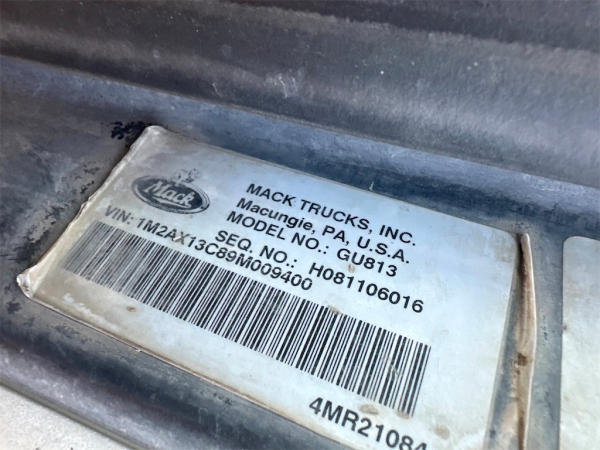 Mack
MACK TRUCKS, INC.
Macungie, PA, U.S.A.
MODEL NO.: GU813
SEQ. NO.: H081106016
VIN: 1M2AX13C89M009400
4MR21084